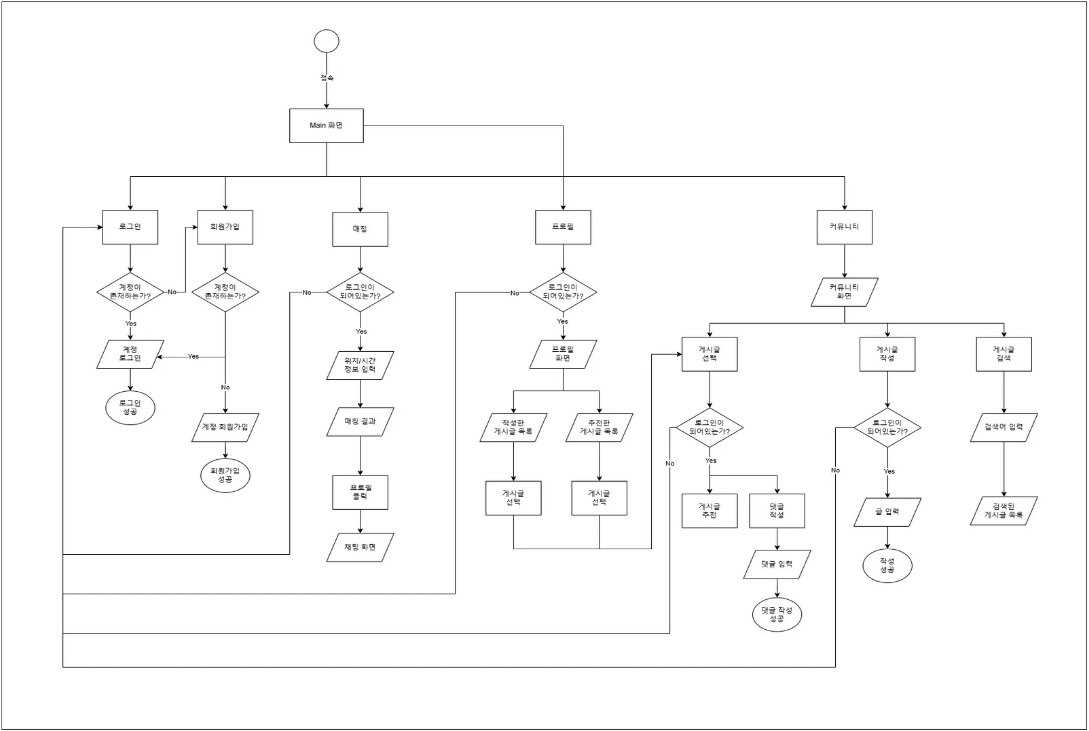 접속
Main 화면
로그인
회원가입
매칭
프로필
커뮤니티
계정이
존재하는가?
No
계정이
존재하는가?
No
로그인이
되어있는가?
No
로그인이
되어있는가?
커뮤니티
화면
Yes
Yes
Yes
계정
로그인
Yes
위치/시간
정보 입력
프로필
화면
게시글
선택
게시글
작성
게시글
검색
No
로그인
성공
계정 회원가입
매칭 결과
작성한
게시글 목록
추천한
게시글 목록
로그인이
되어있는가?
로그인이
되어있는가?
검색어 입력
No
Yes
No
Yes
회원가입
성공
프로필
클릭
게시글
선택
게시글
선택
게시글
추천
댓글
작성
글 입력
검색된
게시글 목록
채팅 화면
댓글 입력
작성
성공
댓글 작성
성공